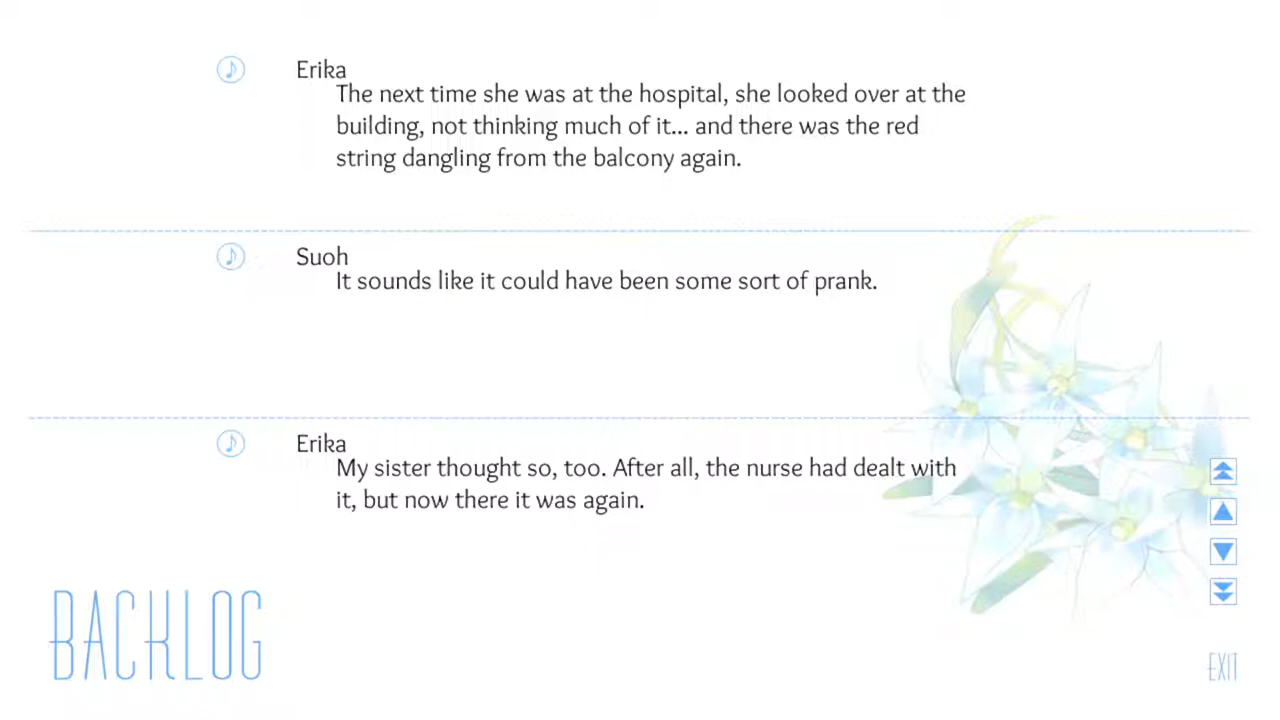 Erika
The next time she was at the hospital, she looked over at the
building, not thinking much of it... and there was the red
string dangling from the balcony again.
Suoh
It sounds like it could have been some sort of prank.
Erika
My sister thought so, too. After all, the nurse had dealt with
it, but now there it was again.
BACKLOG
EXIT